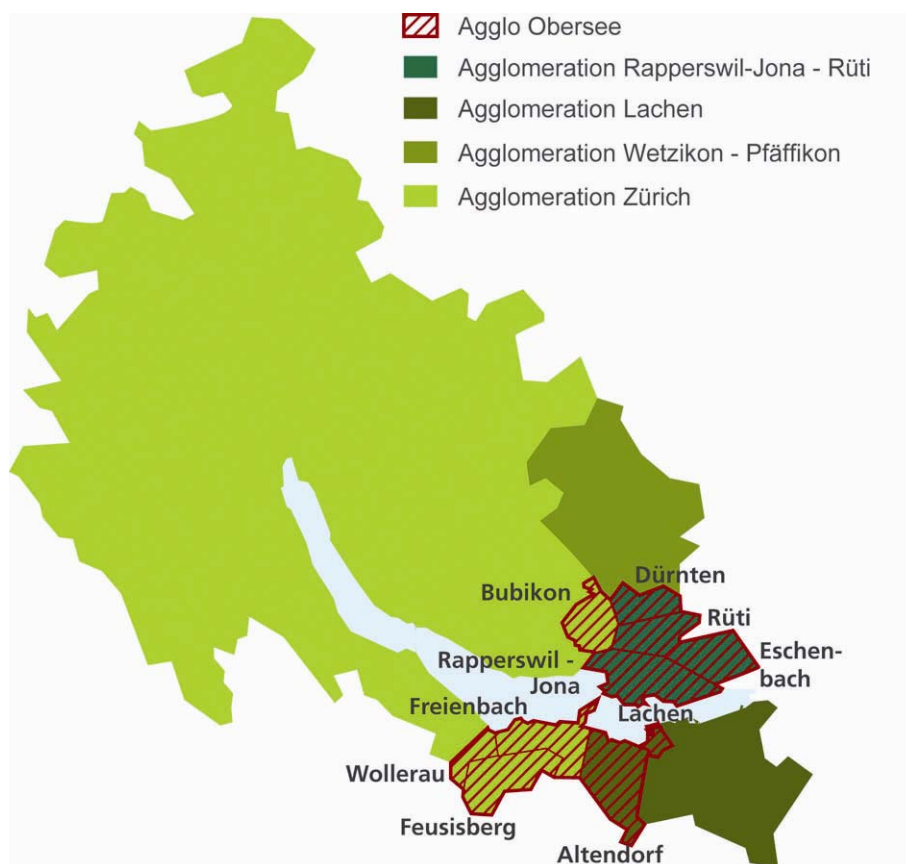 Agglo Obersee
Agglomeration Rapperswil-Jona - Rüti
Agglomeration Lachen
Agglomeration Wetzikon - Pfäffikon
Agglomeration Zürich
Dürnten
Bubikon
Rüti
Eschen-
bach
Rapperswil -
Jona
Freienbach
Lachen
Wollerau
Feusisberg
Altendorf